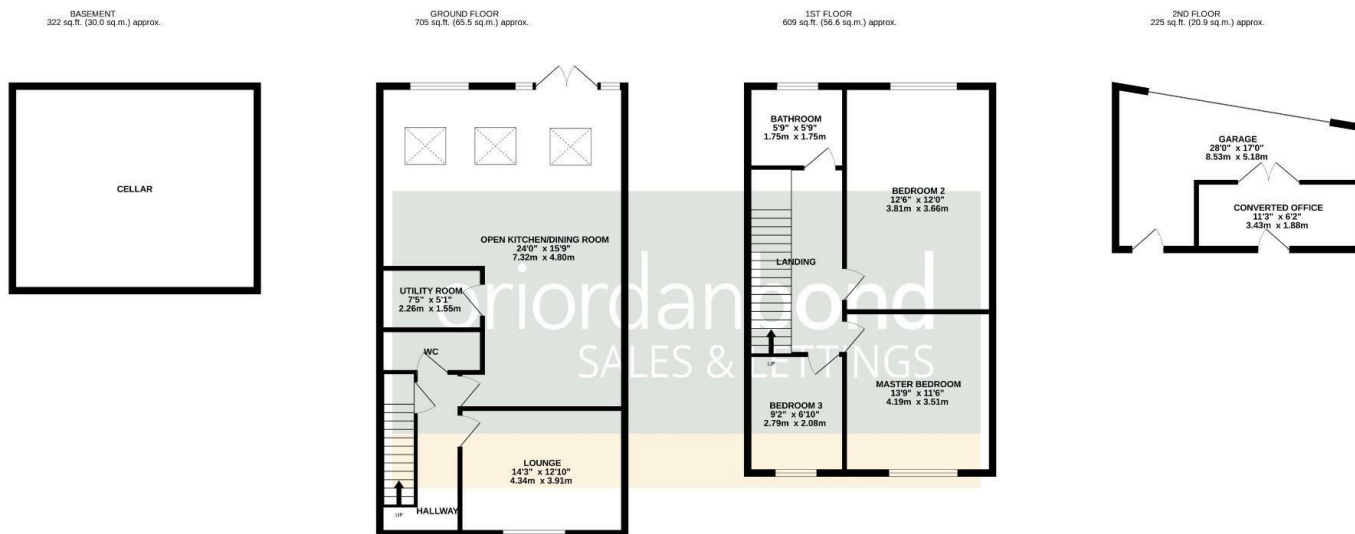 BASEMENT
322 sq.ft. (30.0 sq.m.) approx.
CELLAR
GROUND FLOOR
705 sq.ft. (65.5 sq.m.) approx.
OPEN KITCHEN/DINING ROOM
24'0" x 15'9"
7.32m x 4.80m
UTILITY ROOM
7'5" x 5'1"
2.26m x 1.55m
WC
LOUNGE
14'3" x 12'10"
4.34m x 3.91m
UP
HALLWAY
1ST FLOOR
609 sq.ft. (56.6 sq.m.) approx.
BATHROOM
5'9" x 5'9"
1.75m x 1.75m
BEDROOM 2
12'6" x 12'0"
3.81m x 3.66m
LANDING
UP
MASTER BEDROOM
13'9" x 11'6"
4.19m x 3.51m
BEDROOM 3
9'2" x 6'10"
2.79m x 2.08m
2ND FLOOR
225 sq.ft. (20.9 sq.m.) approx.
GARAGE
28'0" x 17'0"
8.53m x 5.18m
CONVERTED OFFICE
11'3" x 6'2"
3.43m x 1.88m
oriordanbond
SALES & LETTINGS